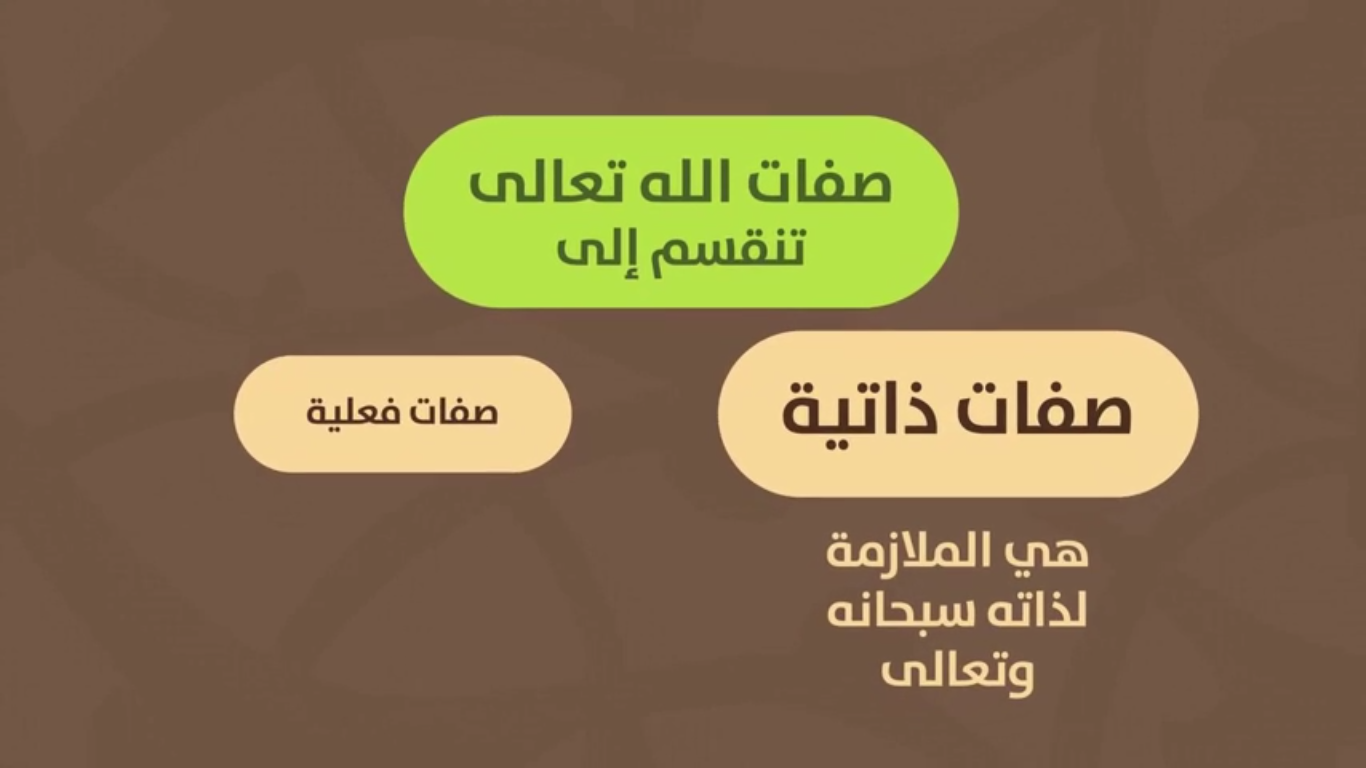 صفات الله تعالى
تنقسم إلى
صفات ذاتية
هي الملازمة
لذاته سبحانه
وتعالى
صفات فعلية